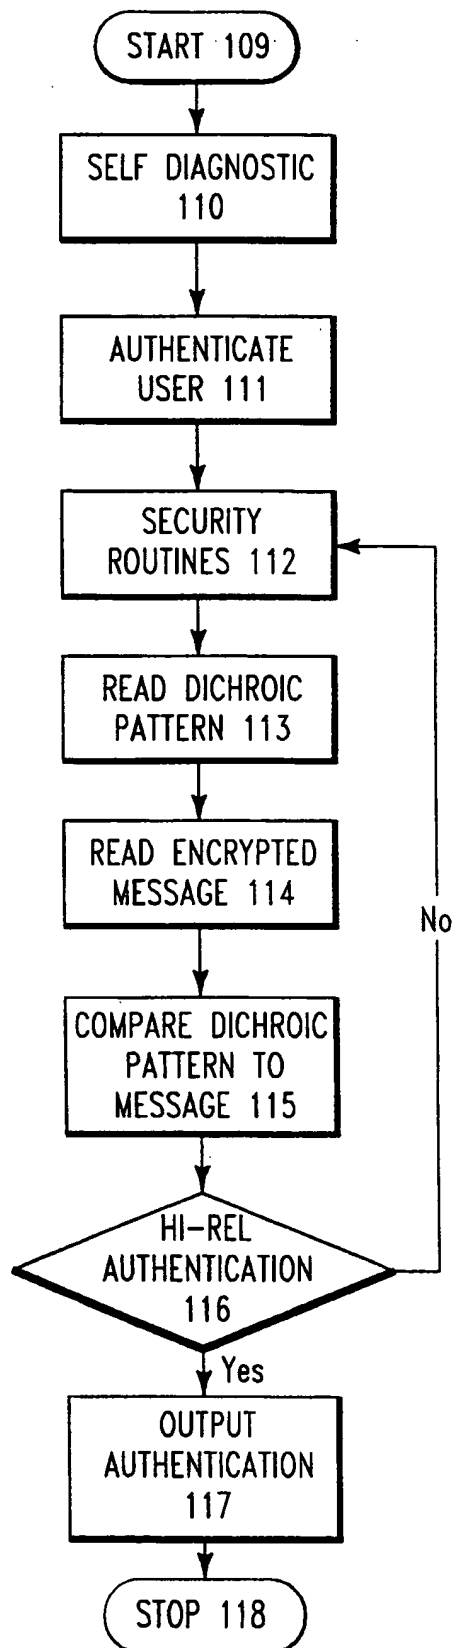 START 109
SELF DIAGNOSTIC
110
AUTHENTICATE
USER 111
SECURITY
ROUTINES 112
READ DICHROIC
PATTERN 113
READ ENCRYPTED
MESSAGE 114
No
COMPARE DICHROIC
PATTERN TO
MESSAGE 115
HI-REL
AUTHENTICATION
116
Yes
OUTPUT
AUTHENTICATION
117
STOP 118